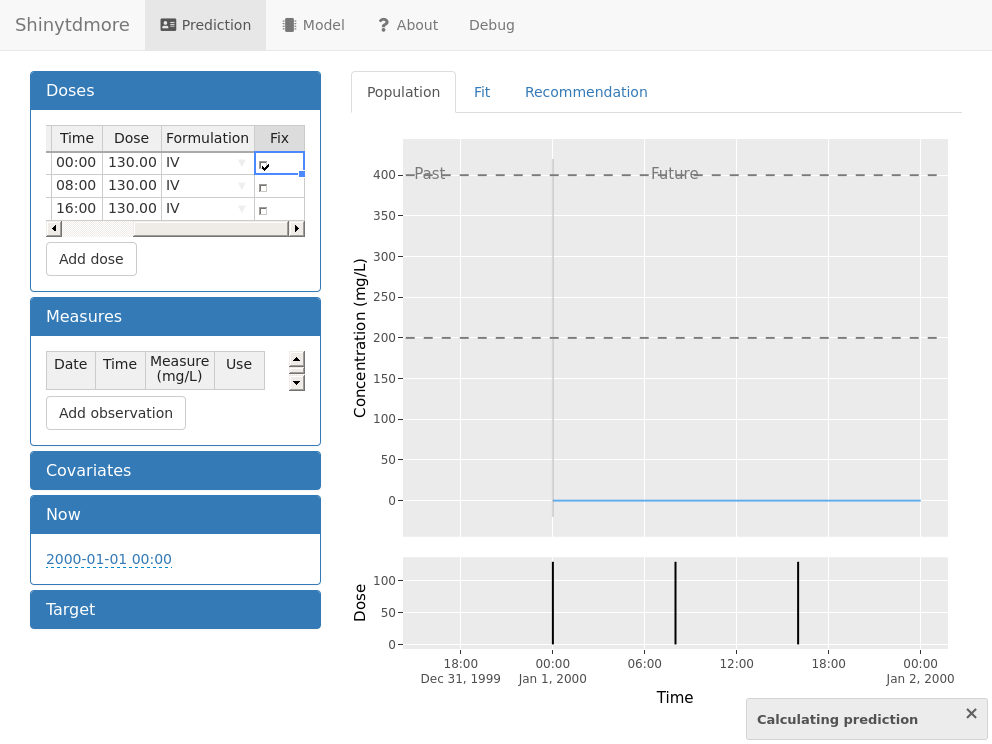 Shinytdmore Prediction Model ? About Debug
Doses
Time Dose Formulation Fix
00:00 130.00 IV
08:00 130.00 IV
16:00 130.00 IV
Add dose
Measures
Date Time Measure (mg/L) Use
Add observation
Covariates
Now
2000-01-01 00:00
Target
Population Fit Recommendation
Past Future
Concentration (mg/L)
400
350
300
250
200
150
100
50
0
Dose
100
50
0
18:00 00:00 06:00 12:00 18:00 00:00
Dec 31, 1999 Jan 1, 2000 Jan 2, 2000
Time
Calculating prediction ×